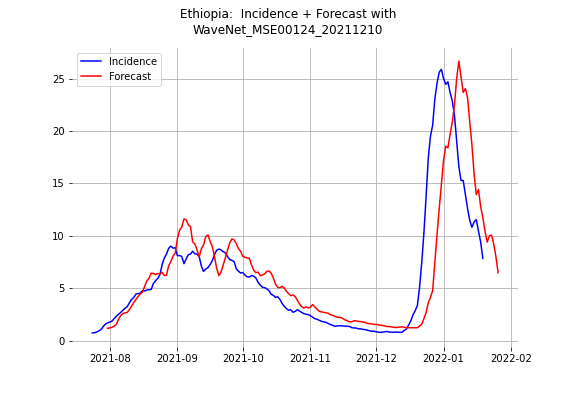 Ethiopia:  Incidence + Forecast with
WaveNet_MSE00124_20211210
Incidence
Forecast
25
20
15
10
5
0
2021-08 2021-09 2021-10 2021-11 2021-12 2022-01 2022-02